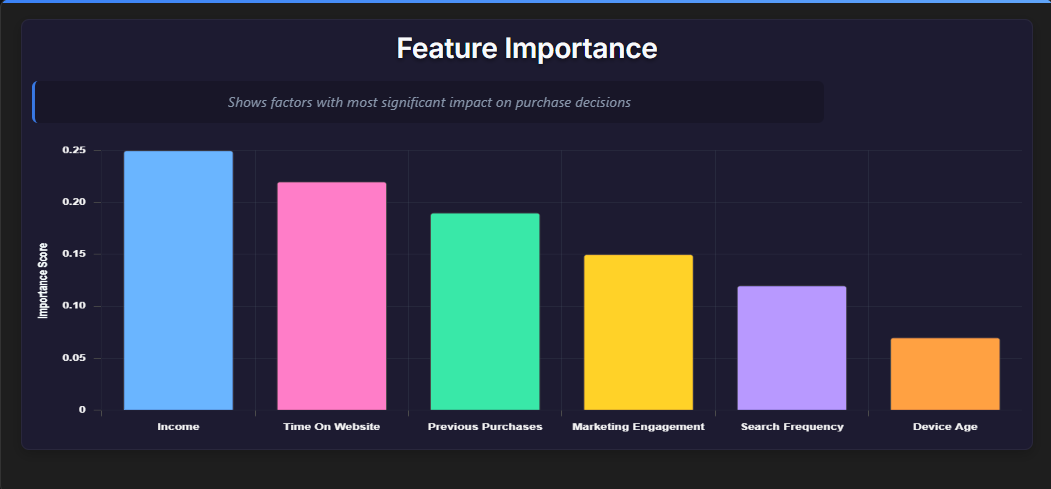 Feature Importance
Shows factors with most significant impact on purchase decisions
0.25
0.20
0.15
0.10
0.05
0
Importance Score
Income
Time On Website
Previous Purchases
Marketing Engagement
Search Frequency
Device Age